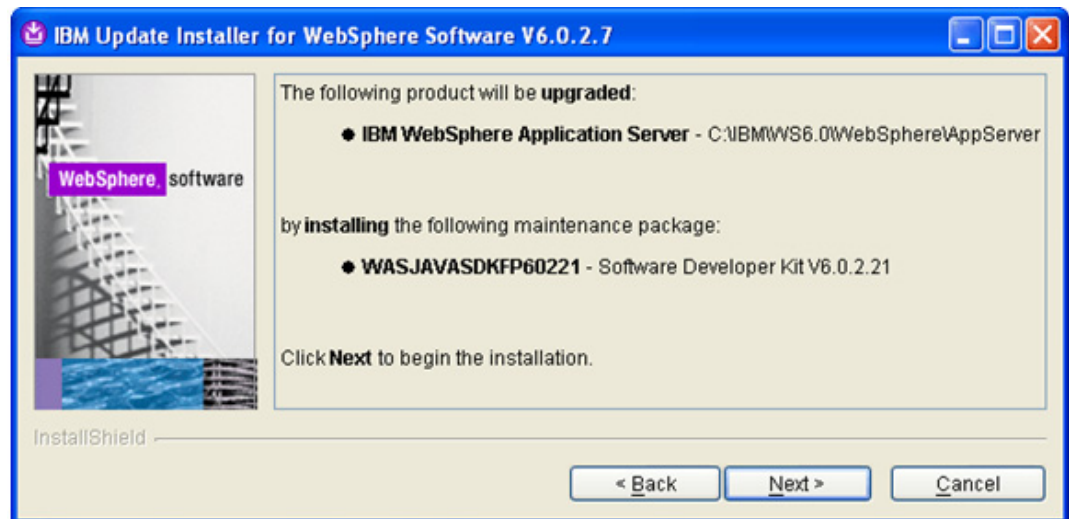 IBM Update Installer for WebSphere Software V6.0.2.7
The following product will be upgraded:
● IBM WebSphere Application Server - C:\IBM\WS6.0\WebSphere\AppServer
WebSphere. software
by installing the following maintenance package:
● WASJAVASDKFP60221 - Software Developer Kit V6.0.2.21
Click Next to begin the installation.
InstallShield
< Back
Next >
Cancel